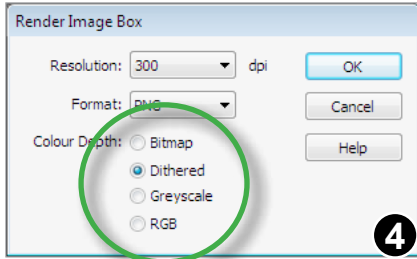 Render Image Box
Resolution: 300 dpi OK
Format: PNG Cancel
Colour Depth: Bitmap Help
Dithered
Greyscale
RGB
4